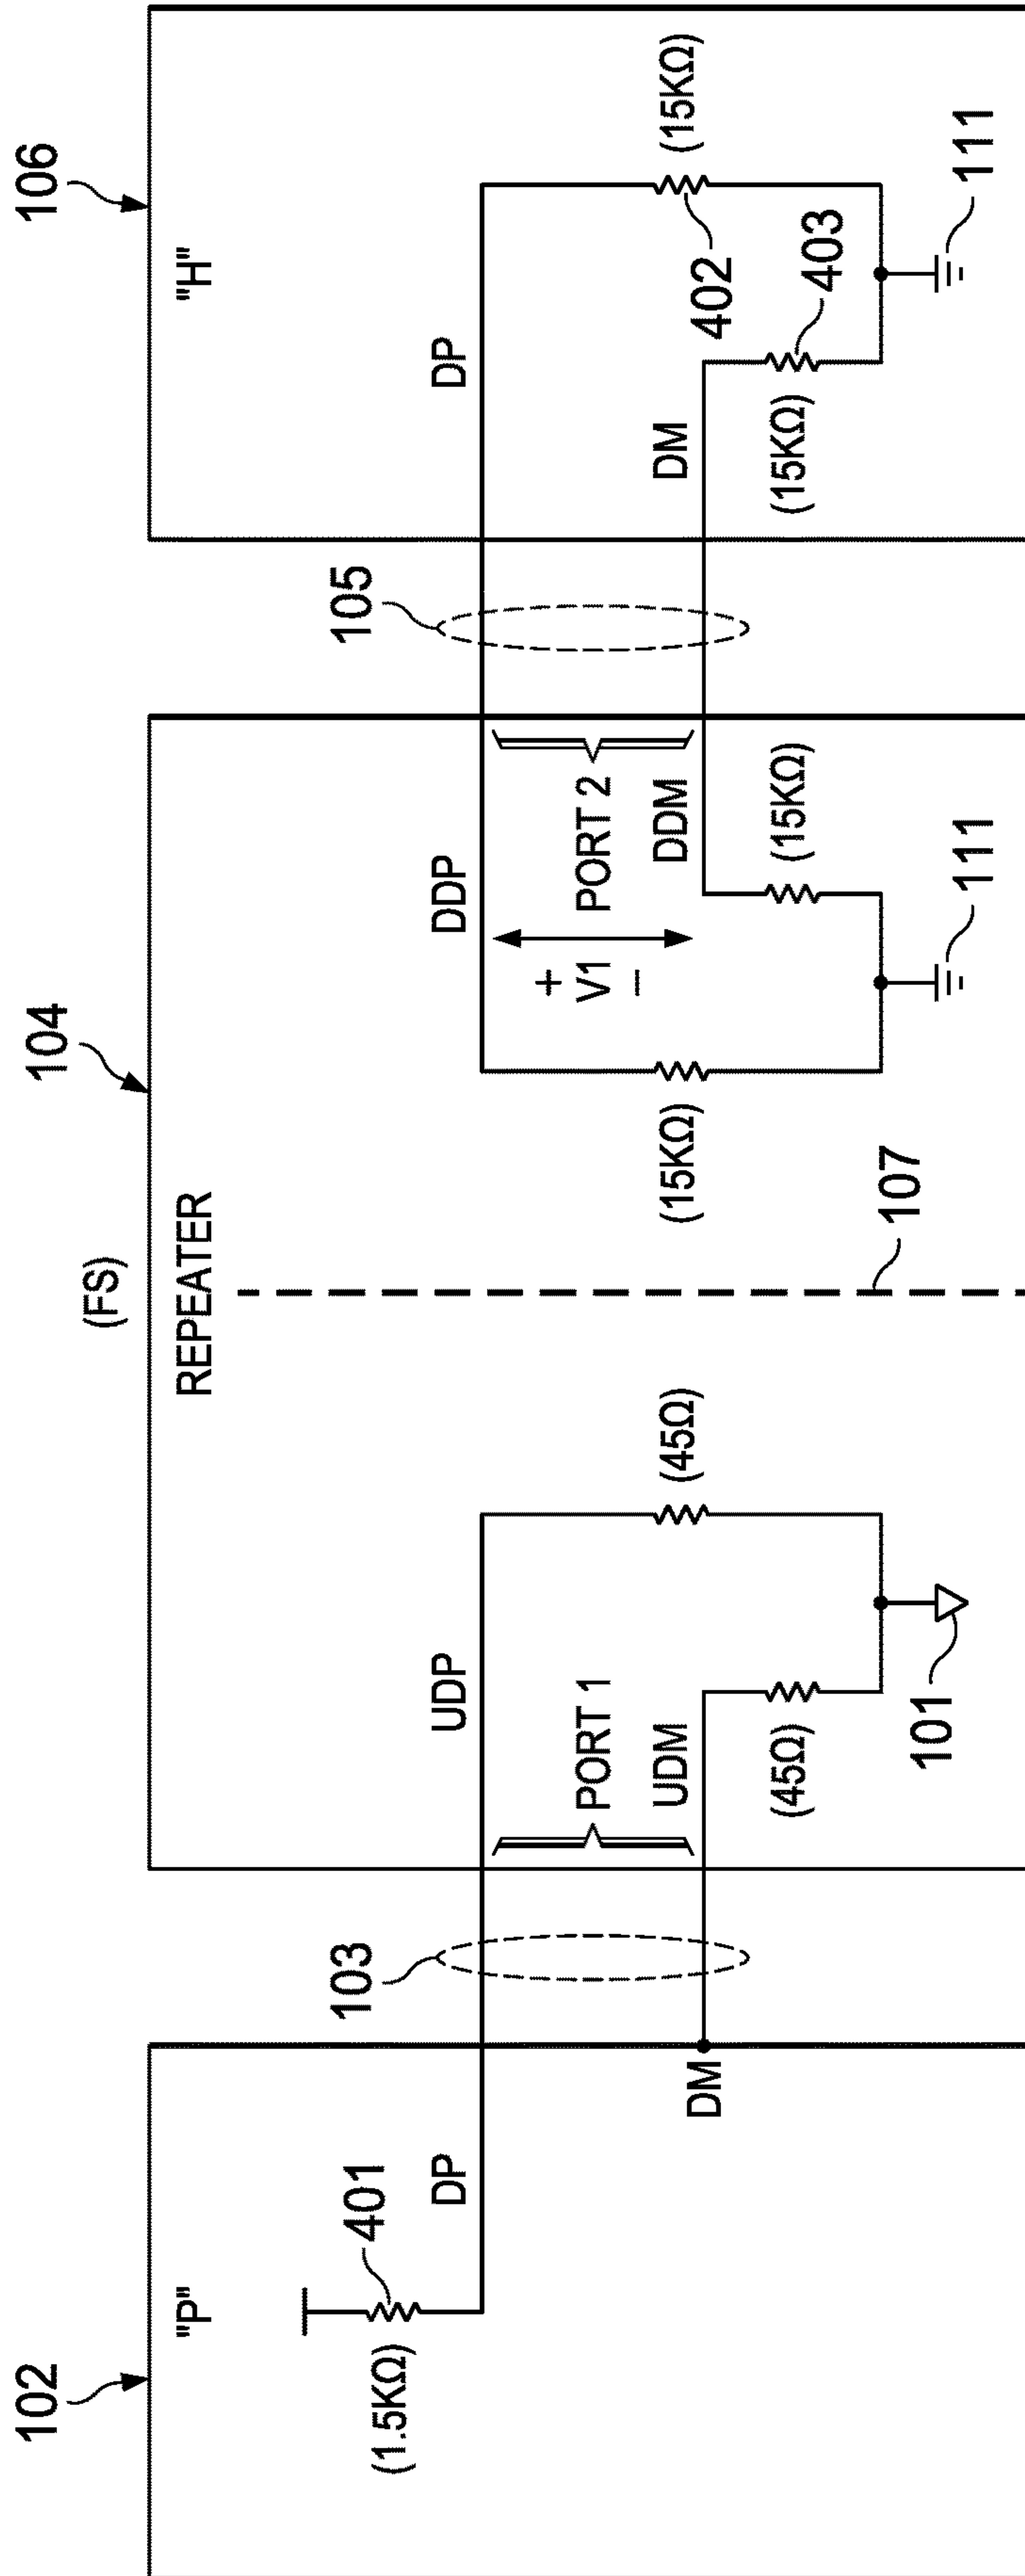 102
"P"
401
(1.5KΩ)
DP
DM
103
(FS)
104
REPEATER
UDP
PORT 1
UDM
(45Ω)
(45Ω)
101
107
DDP
+
V1
−
PORT 2
DDM
(15KΩ)
(15KΩ)
111
105
106
"H"
DP
DM
(15KΩ)
402
403
(15KΩ)
111